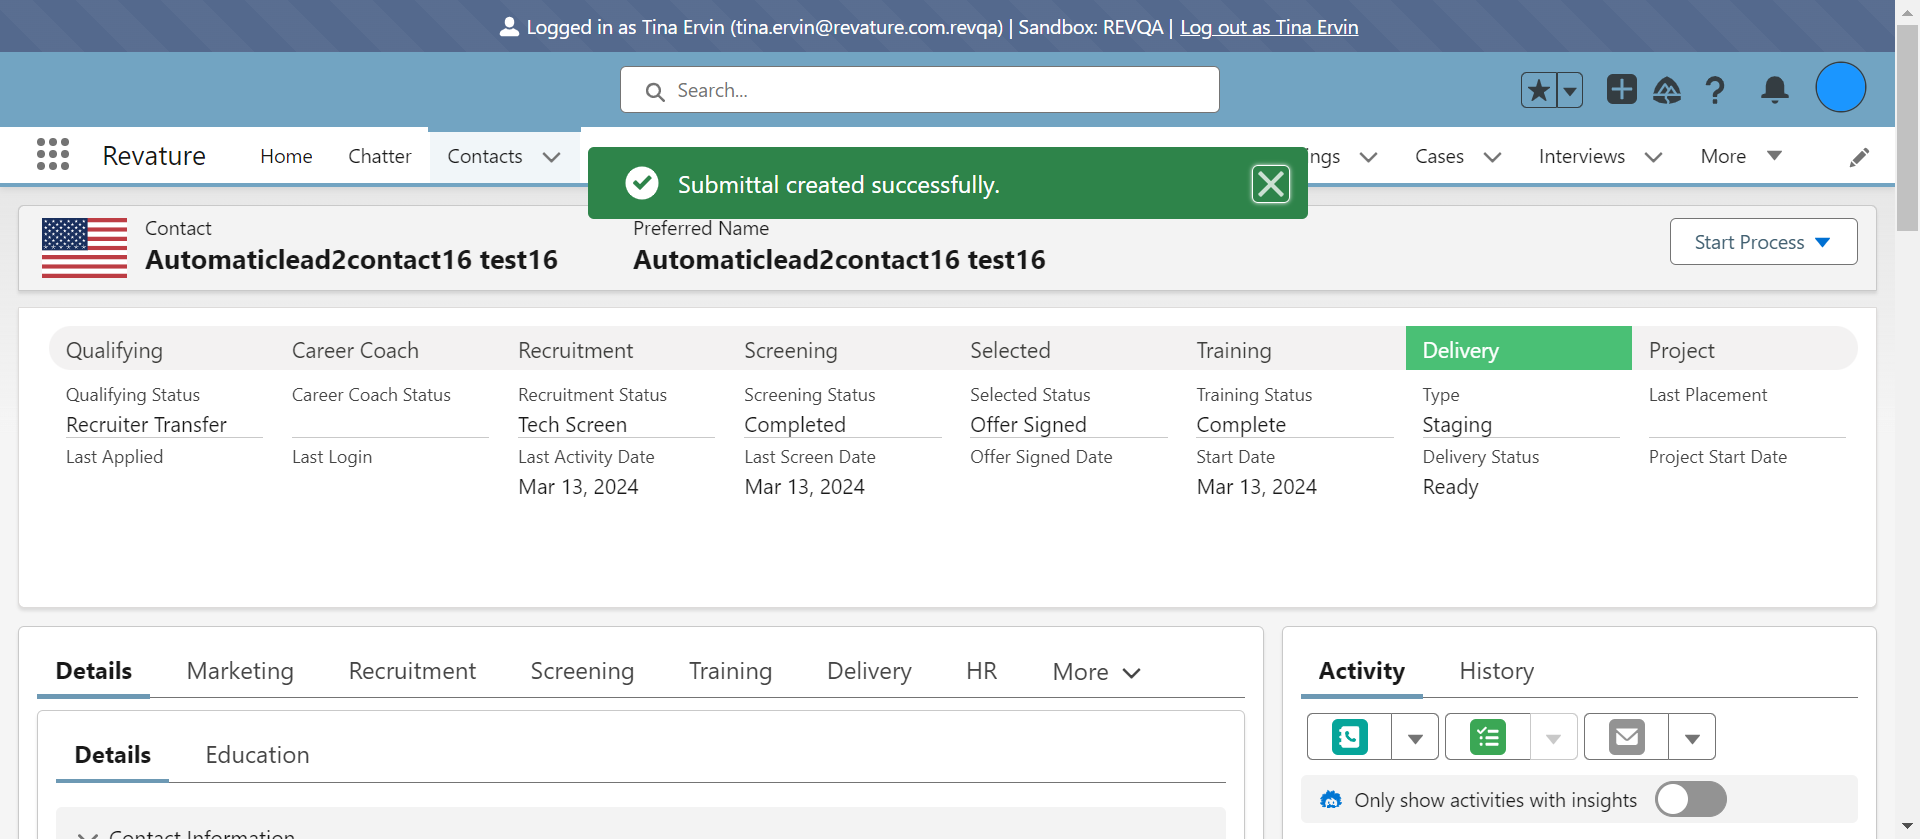 Logged in as Tina Ervin (tina.ervin@revature.com.revqa) | Sandbox: REVQA | Log out as Tina Ervin
Search...
Revature Home Chatter Contacts ngs Cases Interviews More
Submittal created successfully.
Contact Preferred Name
Automaticlead2contact16 test16 Automaticlead2contact16 test16
Start Process
Qualifying Career Coach Recruitment Screening Selected Training Delivery Project
Qualifying Status Career Coach Status Recruitment Status Screening Status Selected Status Training Status Type Last Placement
Recruiter Transfer Tech Screen Completed Offer Signed Complete Staging
Last Applied Last Login Last Activity Date Last Screen Date Offer Signed Date Start Date Delivery Status Project Start Date
Mar 13, 2024 Mar 13, 2024 Mar 13, 2024 Ready
Details Marketing Recruitment Screening Training Delivery HR More
Activity History
Details Education
Only show activities with insights
Contact Information